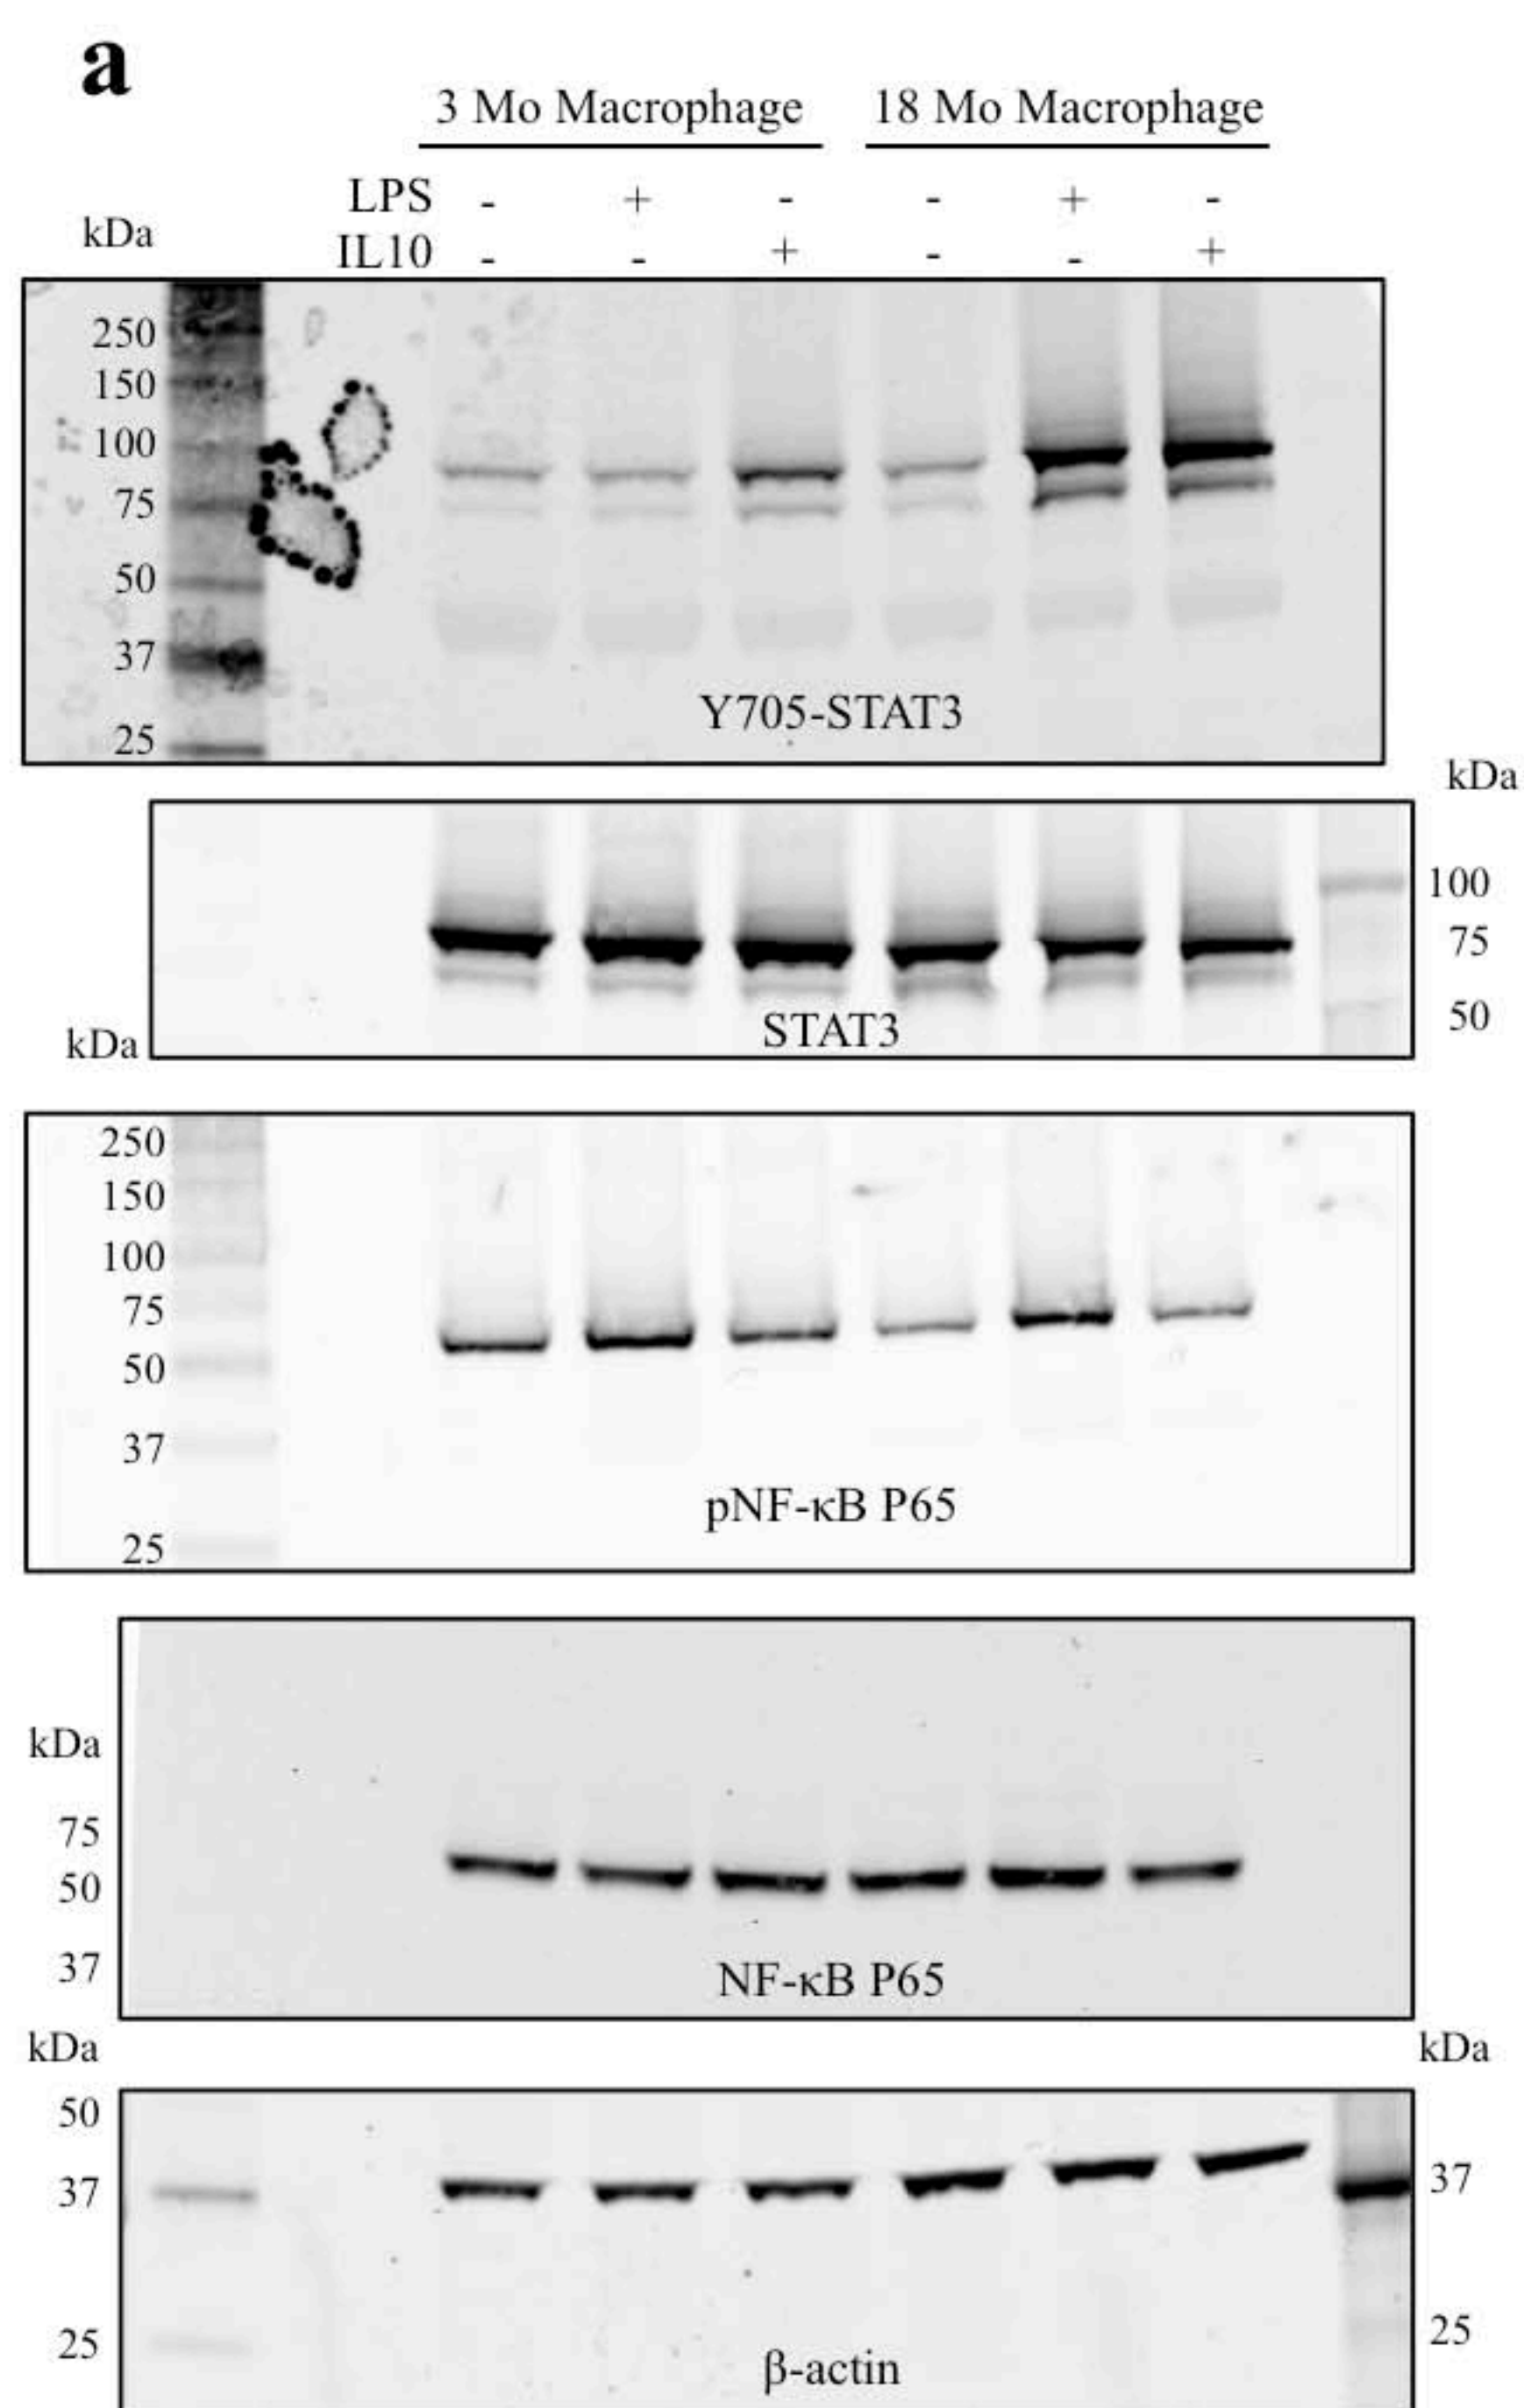 a
3 Mo Macrophage 18 Mo Macrophage
LPS - + - - + -
kDa
IL10 - - + - - +
250
150
100
75
50
37
Y705-STAT3
25
kDa
100
75
50
STAT3
kDa
250
150
100
75
50
37
pNF-κB P65
25
kDa
75
50
37
NF-κB P65
kDa kDa
50
37 37
25 25
β-actin